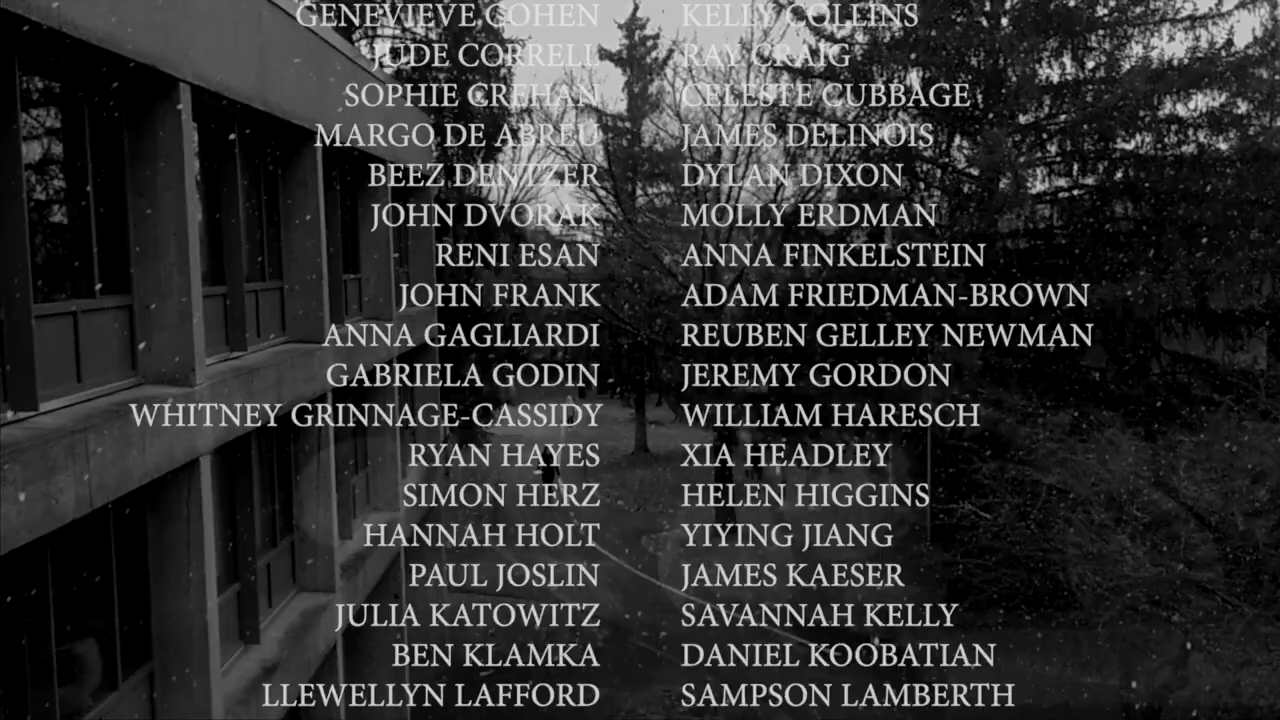 GENEVIEVE COHEN KELLY COLLINS
JUDE CORRELL RAY CRAIG
SOPHIE CREHAN CELESTE CUBBAGE
MARGO DE ABREU JAMES DELINOIS
BEEZ DENTZER DYLAN DIXON
JOHN DVORAK MOLLY ERDMAN
RENI ESAN ANNA FINKELSTEIN
JOHN FRANK ADAM FRIEDMAN-BROWN
ANNA GAGLIARDI REUBEN GELLEY NEWMAN
GABRIELA GODIN JEREMY GORDON
WHITNEY GRINNAGE-CASSIDY WILLIAM HARESCH
RYAN HAYES XIA HEADLEY
SIMON HERZ HELEN HIGGINS
HANNAH HOLT YIYING JIANG
PAUL JOSLIN JAMES KAESER
JULIA KATOWITZ SAVANNAH KELLY
BEN KLAMKA DANIEL KOOBATIAN
LLEWELLYN LAFFORD SAMPSON LAMBERTH